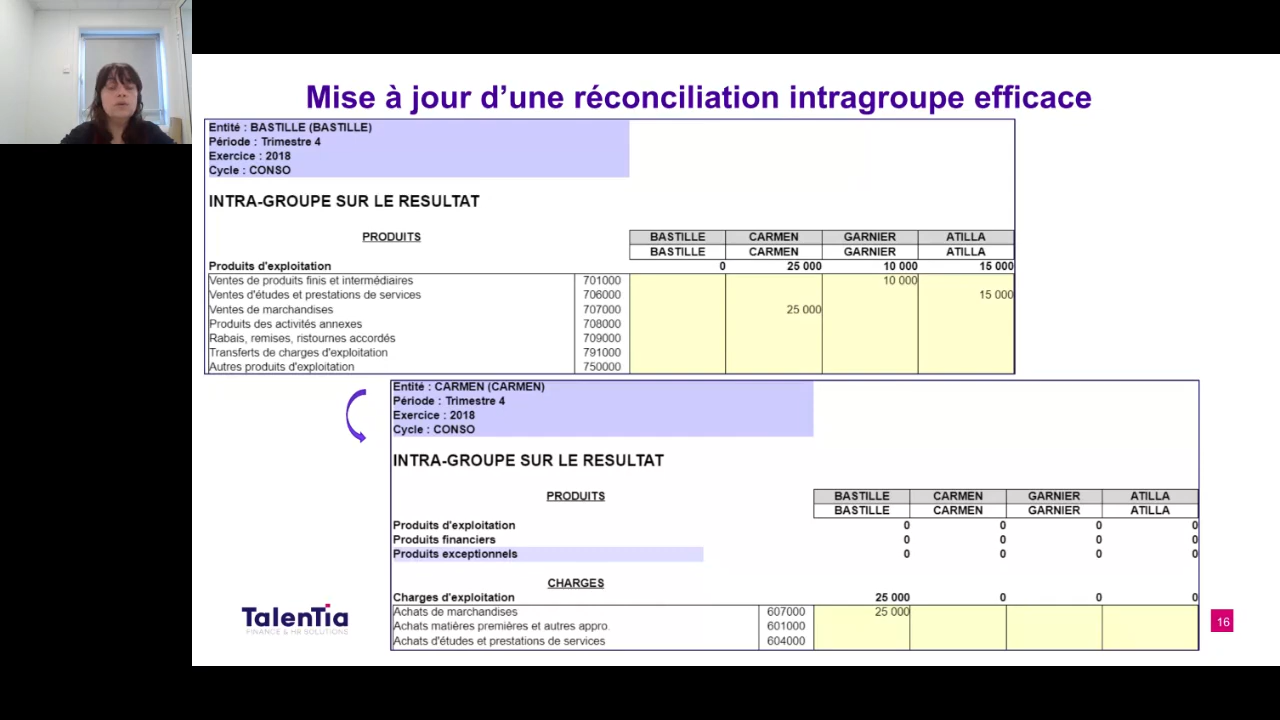 Mise à jour d’une réconciliation intragroupe efficace
Entité : BASTILLE (BASTILLE)
Période : Trimestre 4
Exercice : 2018
Cycle : CONSO
INTRA-GROUPE SUR LE RESULTAT
PRODUITS BASTILLE CARMEN GARNIER ATILLA
BASTILLE CARMEN GARNIER ATILLA
Produits d'exploitation 0 25 000 10 000 15 000
Ventes de produits finis et intermédiaires 701000 10 000
Ventes d'études et prestations de services 706000 15 000
Ventes de marchandises 707000 25 000
Produits des activités annexes 708000
Rabais, remises, ristournes accordés 709000
Transferts de charges d'exploitation 791000
Autres produits d'exploitation 750000
Entité : CARMEN (CARMEN)
Période : Trimestre 4
Exercice : 2018
Cycle : CONSO
INTRA-GROUPE SUR LE RESULTAT
PRODUITS BASTILLE CARMEN GARNIER ATILLA
BASTILLE CARMEN GARNIER ATILLA
Produits d'exploitation 0 0 0 0
Produits financiers 0 0 0 0
Produits exceptionnels 0 0 0 0
CHARGES
Charges d'exploitation 25 000 0 0 0
Achats de marchandises 607000 25 000
Achats matières premières et autres appro. 601000
Achats d'études et prestations de services 604000
TalenTia
FINANCE & HR SOLUTIONS
16